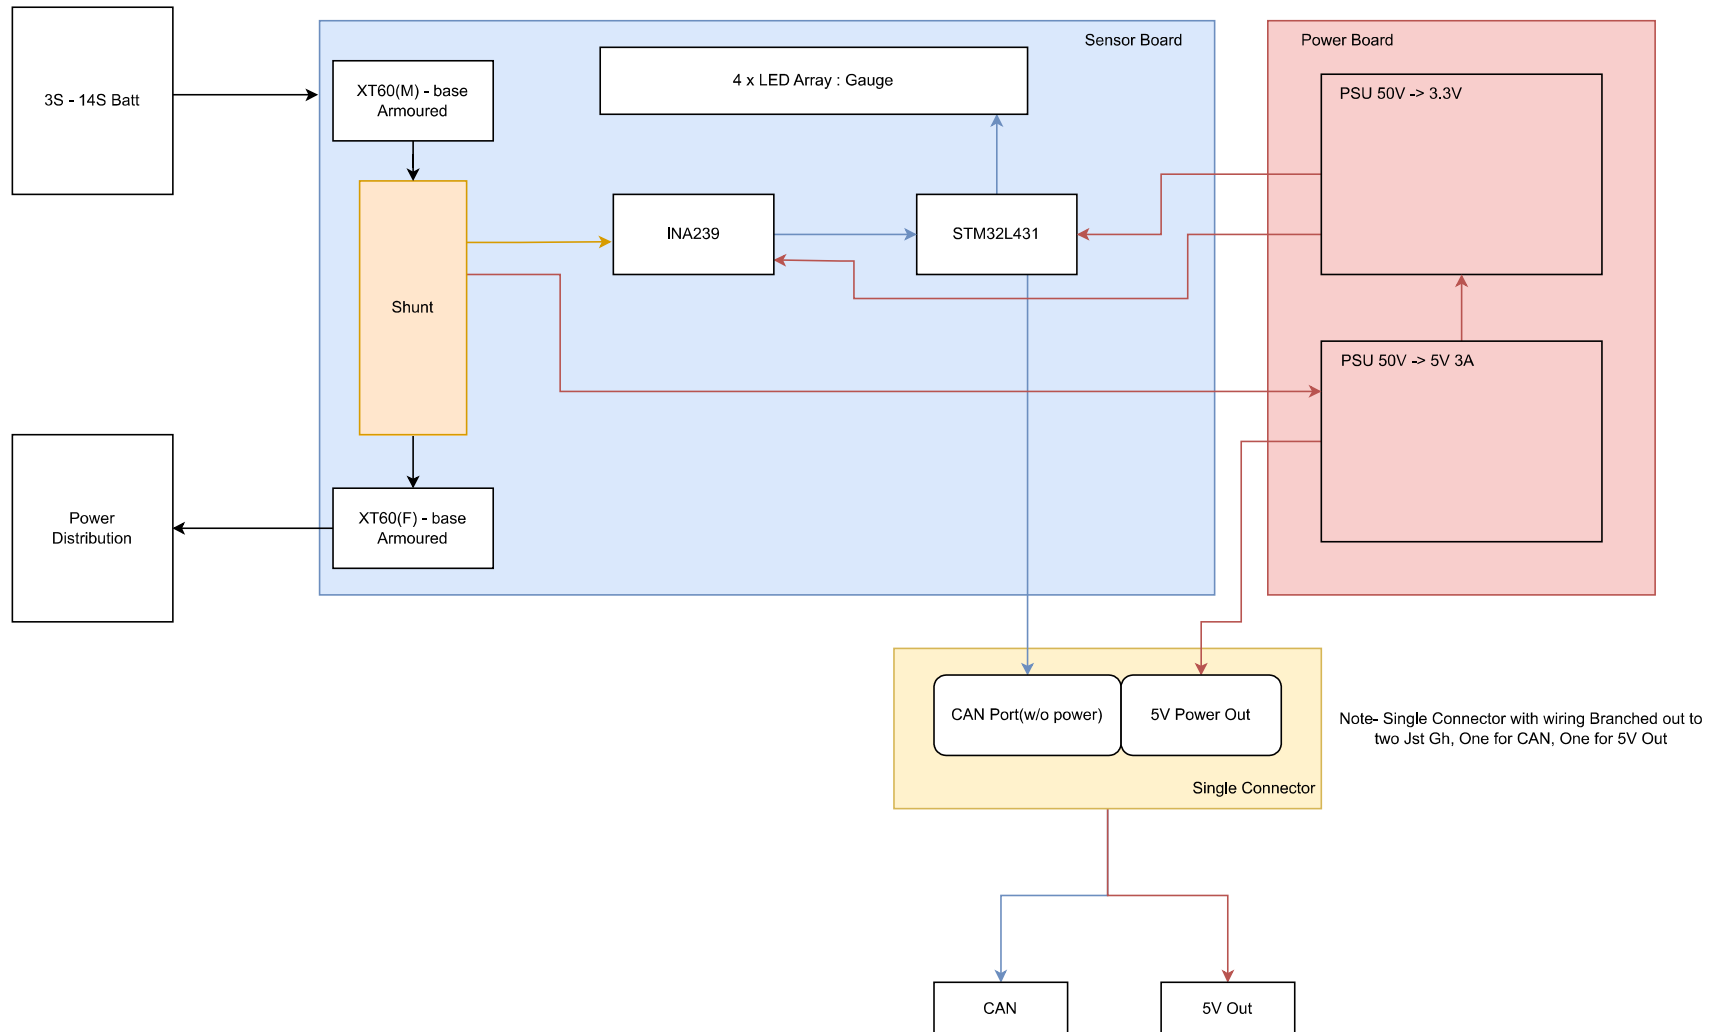 3S - 14S Batt
Sensor Board
XT60(M) - base
Armoured
4 x LED Array : Gauge
Power Board
PSU 50V -> 3.3V
Shunt
INA239
STM32L431
PSU 50V -> 5V 3A
Power
Distribution
XT60(F) - base
Armoured
CAN Port(w/o power)
5V Power Out
Single Connector
Note- Single Connector with wiring Branched out to
two Jst Gh, One for CAN, One for 5V Out
CAN
5V Out